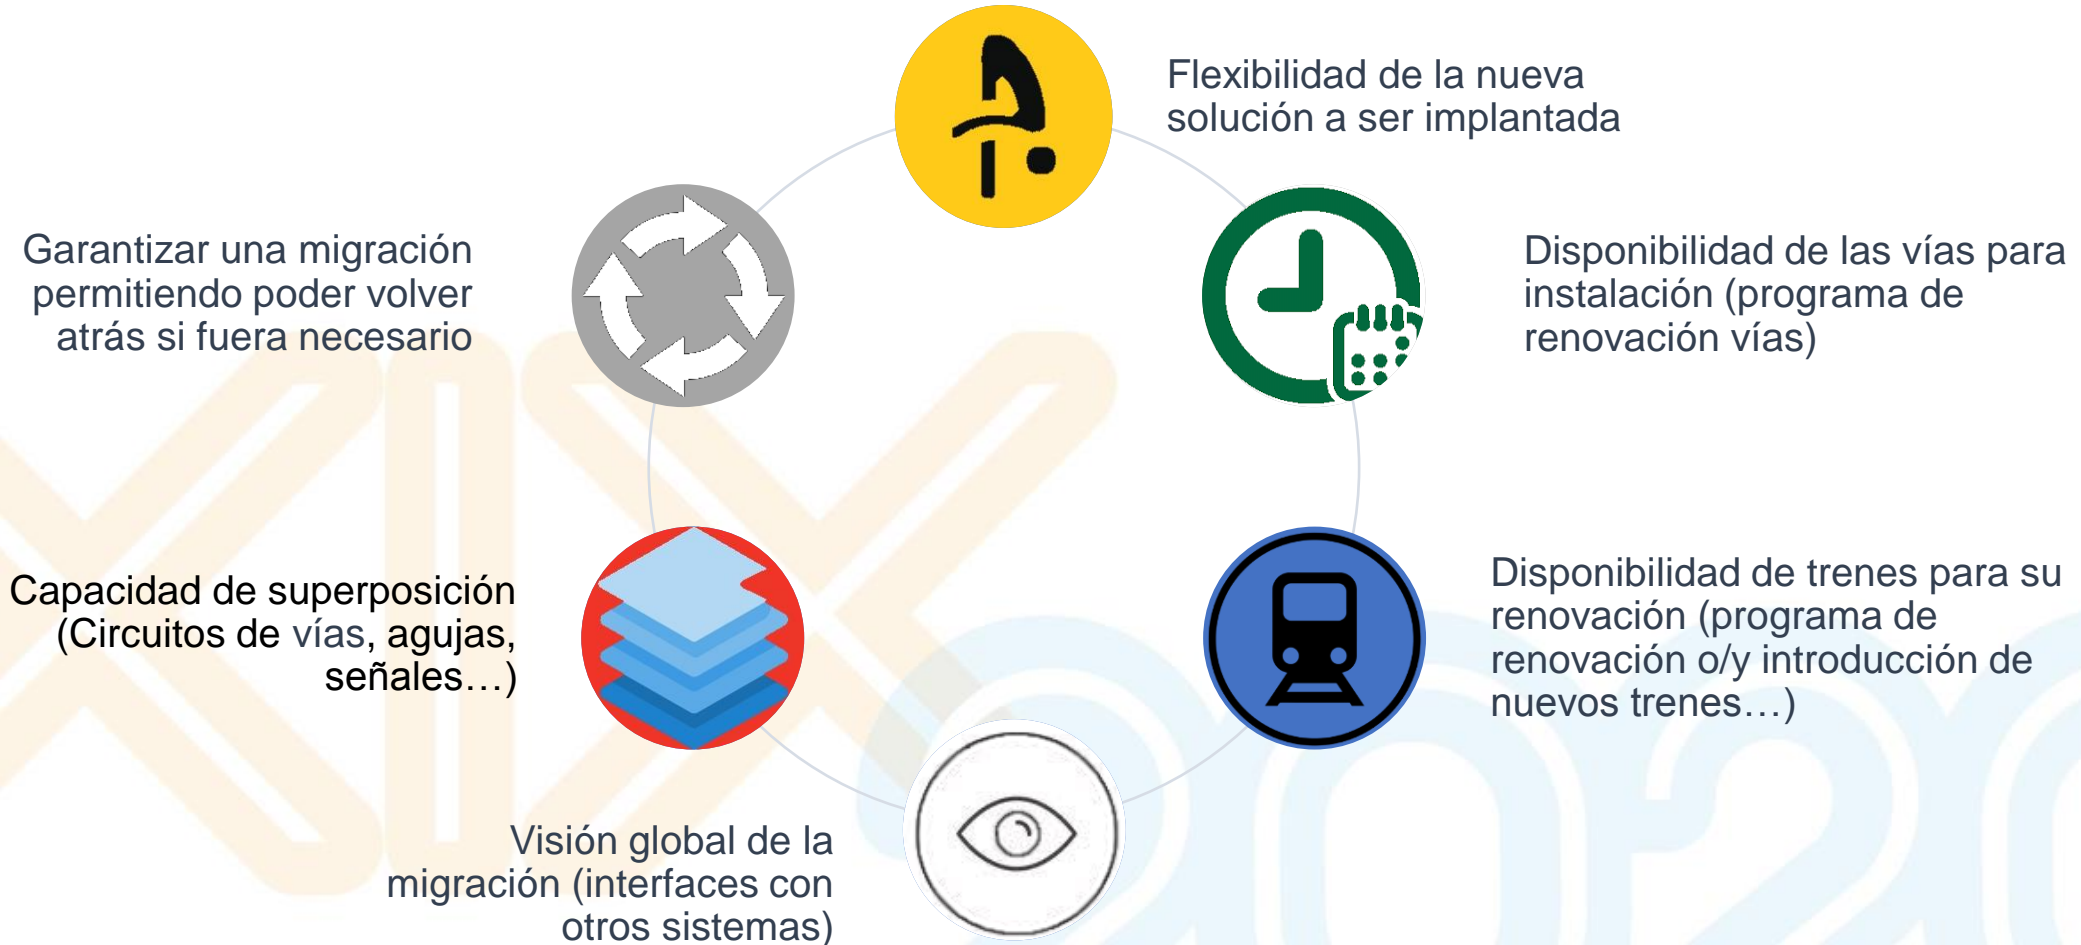 Flexibilidad de la nueva
solución a ser implantada
Disponibilidad de las vías para
instalación (programa de
renovación vías)
Disponibilidad de trenes para su
renovación (programa de
renovación o/y introducción de
nuevos trenes…)
Visión global de la
migración (interfaces con
otros sistemas)
Capacidad de superposición
(Circuitos de vías, agujas,
señales…)
Garantizar una migración
permitiendo poder volver
atrás si fuera necesario
XIX
2020